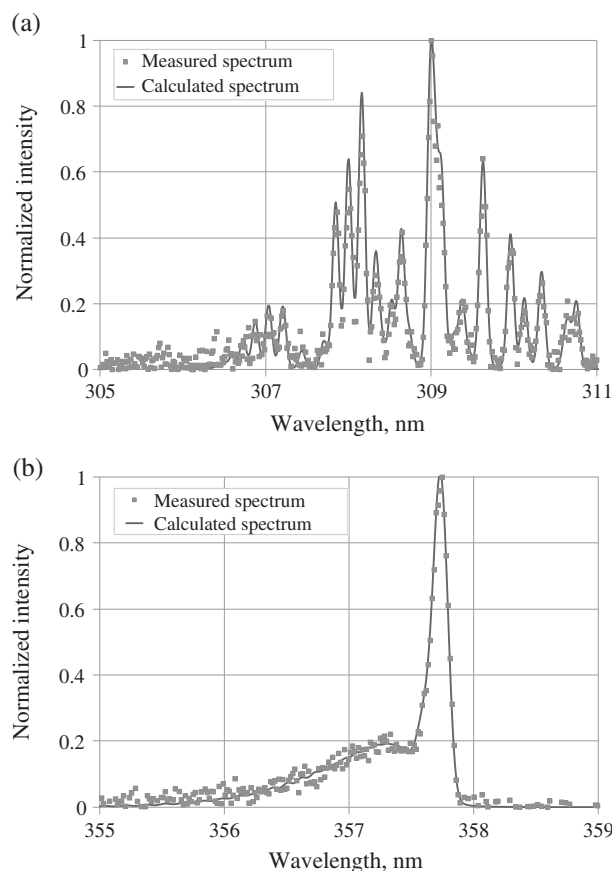 (a)
Normalized intensity
1
0.8
0.6
0.4
0.2
0
Measured spectrum
Calculated spectrum
305 307 309 311
Wavelength, nm
(b)
Normalized intensity
1
0.8
0.6
0.4
0.2
0
Measured spectrum
Calculated spectrum
355 356 357 358 359
Wavelength, nm